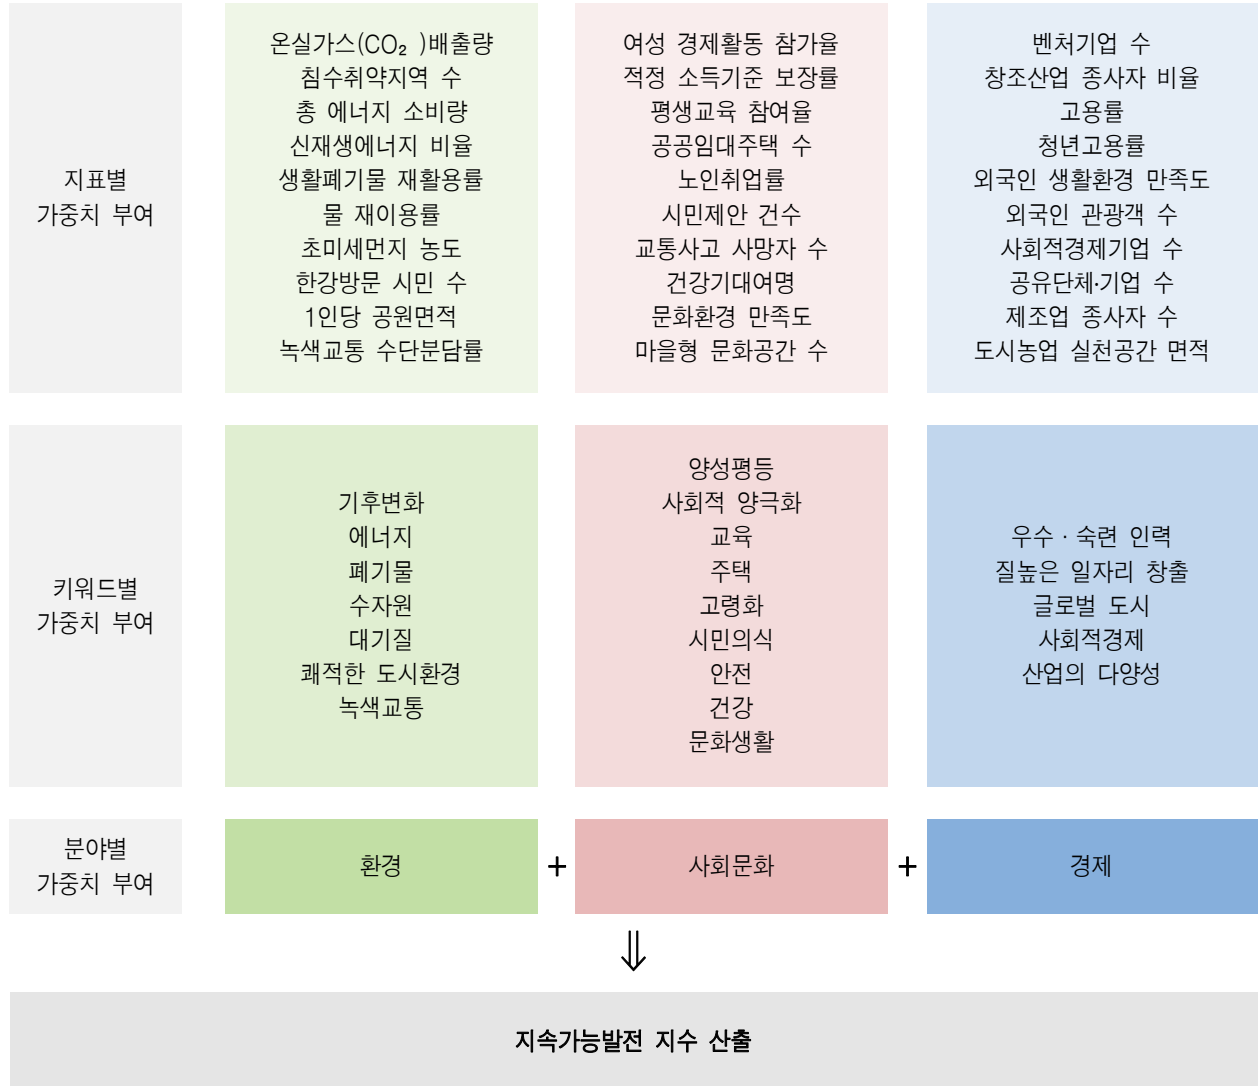 지표별
가중치 부여
온실가스(CO₂ )배출량
침수취약지역 수
총 에너지 소비량
신재생에너지 비율
생활폐기물 재활용률
물 재이용률
초미세먼지 농도
한강방문 시민 수
1인당 공원면적
녹색교통 수단분담률
여성 경제활동 참가율
적정 소득기준 보장률
평생교육 참여율
공공임대주택 수
노인취업률
시민제안 건수
교통사고 사망자 수
건강기대여명
문화환경 만족도
마을형 문화공간 수
벤처기업 수
창조산업 종사자 비율
고용률
청년고용률
외국인 생활환경 만족도
외국인 관광객 수
사회적경제기업 수
공유단체·기업 수
제조업 종사자 수
도시농업 실천공간 면적
키워드별
가중치 부여
기후변화
에너지
폐기물
수자원
대기질
쾌적한 도시환경
녹색교통
양성평등
사회적 양극화
교육
주택
고령화
시민의식
안전
건강
문화생활
우수 · 숙련 인력
질높은 일자리 창출
글로벌 도시
사회적경제
산업의 다양성
분야별
가중치 부여
환경
+
사회문화
+
경제
⇓
지속가능발전 지수 산출